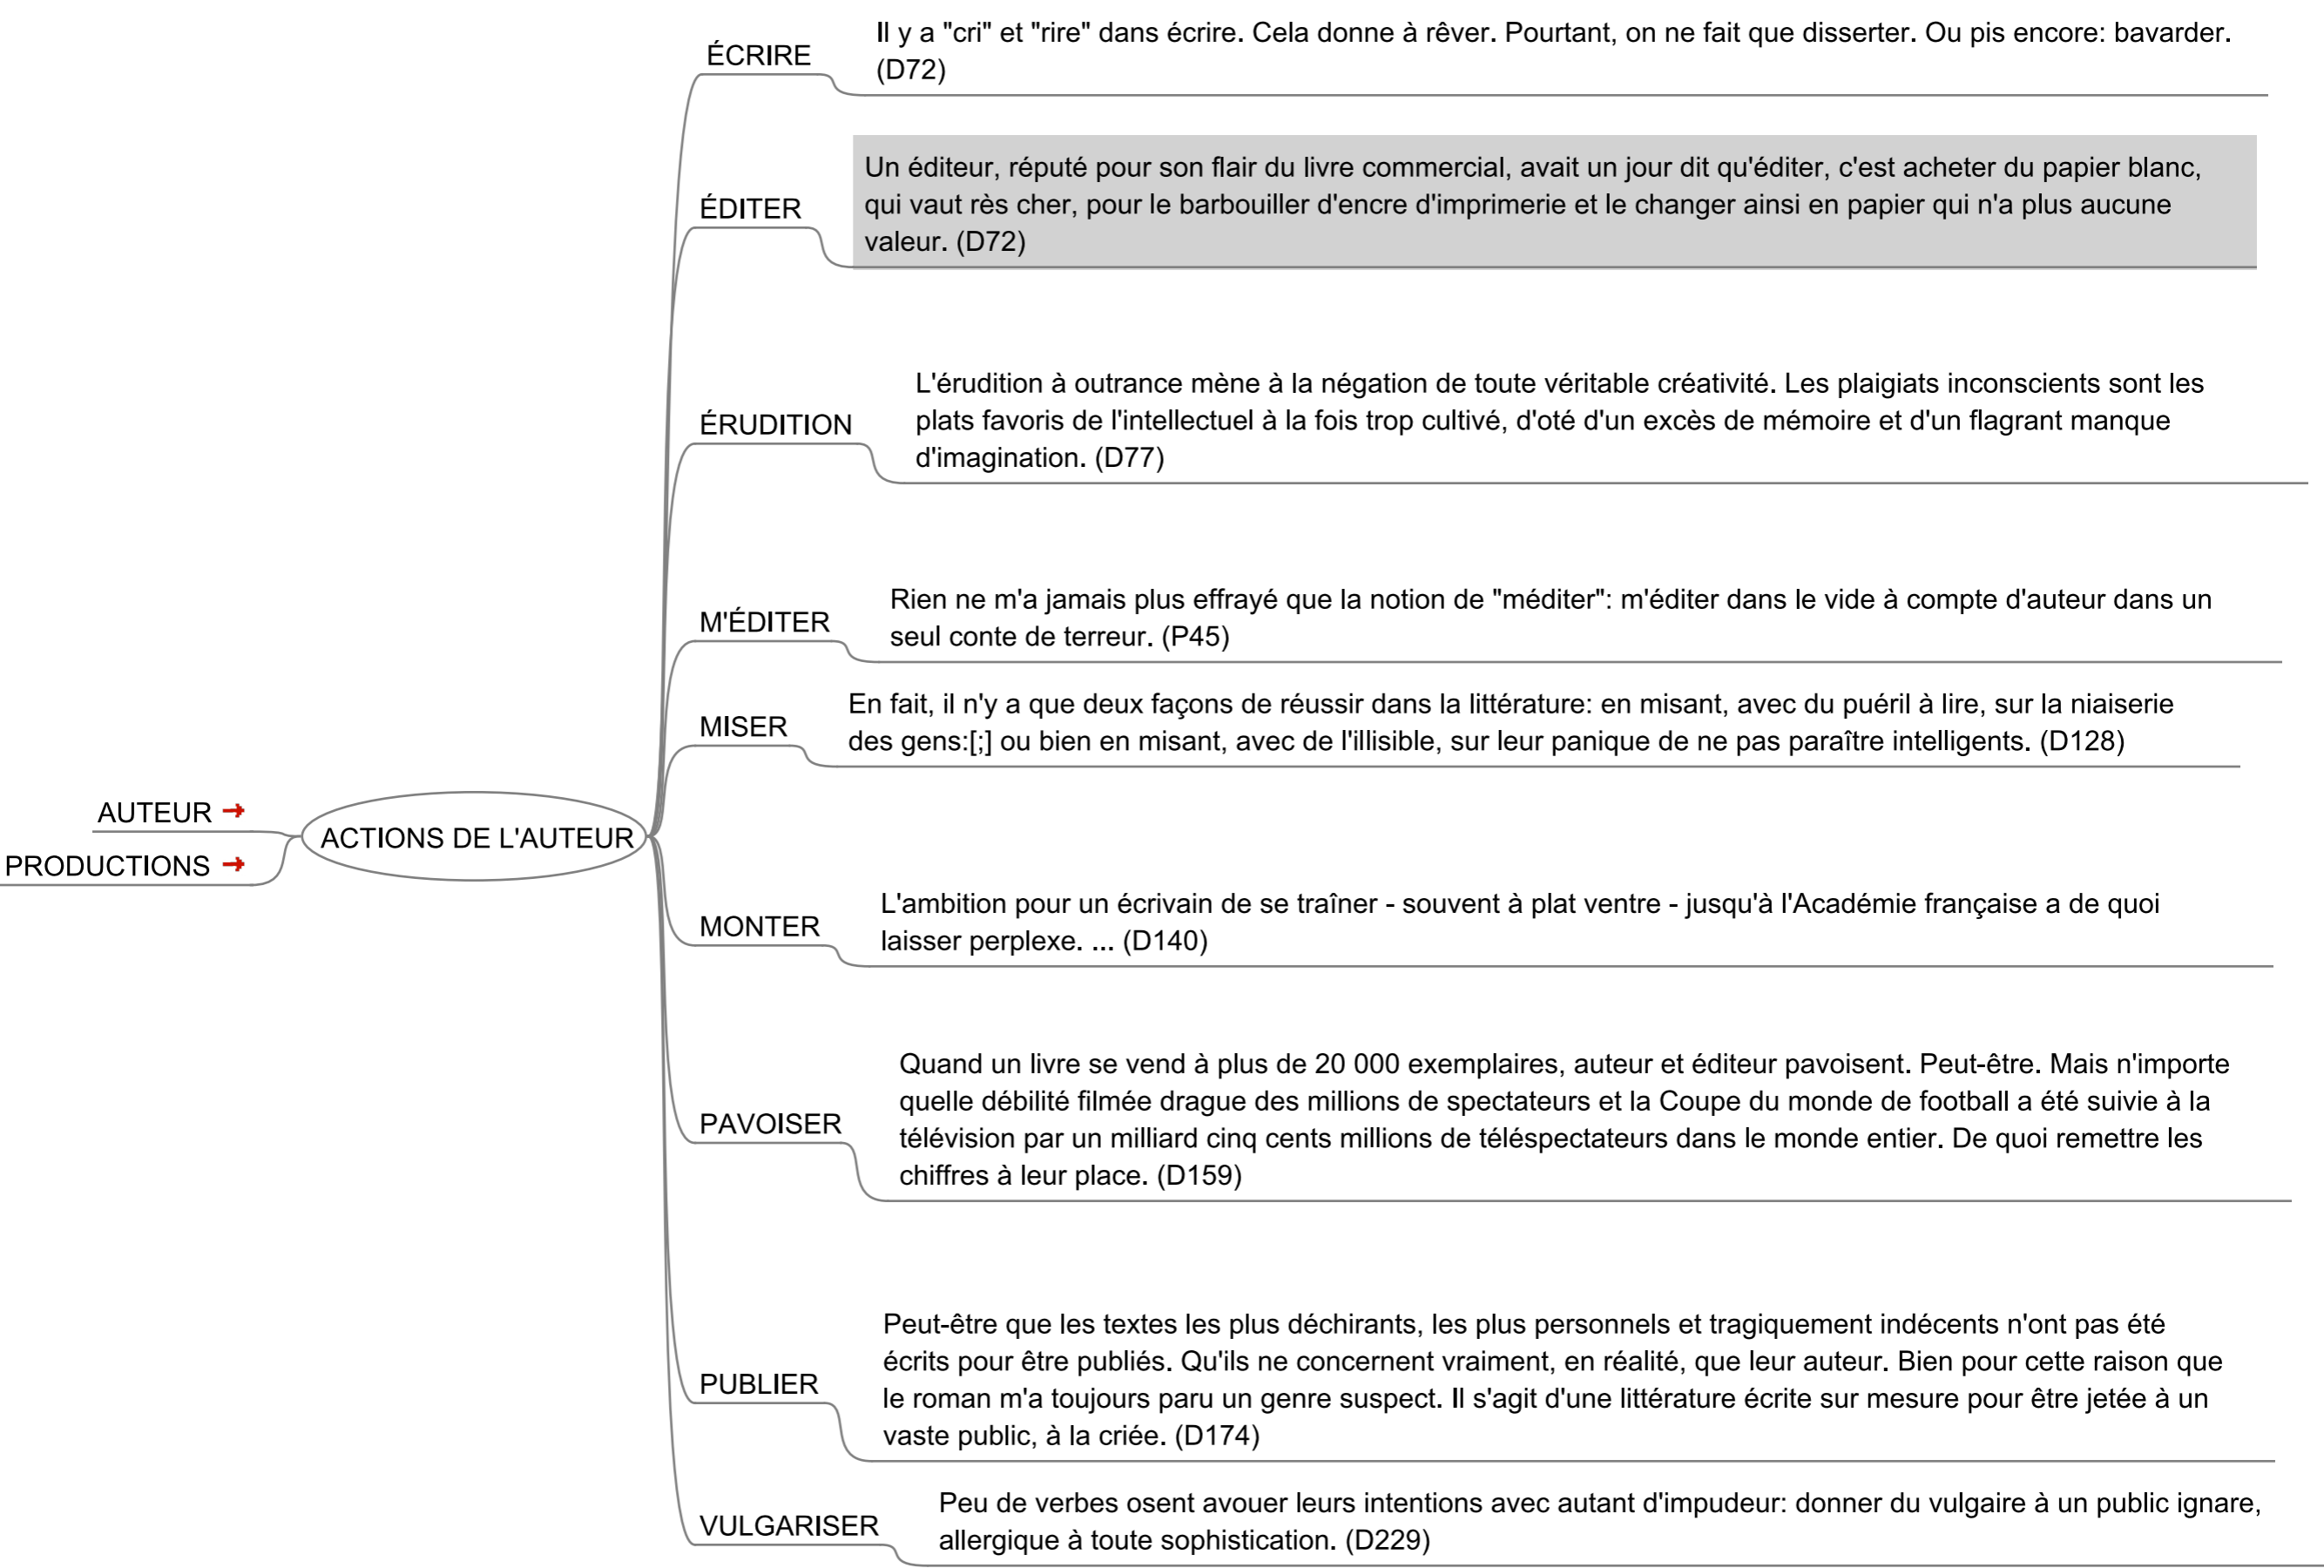 ÉCRIRE
Il y a "cri" et "rire" dans écrire. Cela donne à rêver. Pourtant, on ne fait que disserter. Ou pis encore: bavarder.
(D72)
ÉDITER
Un éditeur, réputé pour son flair du livre commercial, avait un jour dit qu'éditer, c'est acheter du papier blanc,
qui vaut rès cher, pour le barbouiller d'encre d'imprimerie et le changer ainsi en papier qui n'a plus aucune
valeur. (D72)
ÉRUDITION
L'érudition à outrance mène à la négation de toute véritable créativité. Les plaigiats inconscients sont les
plats favoris de l'intellectuel à la fois trop cultivé, d'oté d'un excès de mémoire et d'un flagrant manque
d'imagination. (D77)
M'ÉDITER
Rien ne m'a jamais plus effrayé que la notion de "méditer": m'éditer dans le vide à compte d'auteur dans un
seul conte de terreur. (P45)
MISER
En fait, il n'y a que deux façons de réussir dans la littérature: en misant, avec du puéril à lire, sur la niaiserie
des gens:[;] ou bien en misant, avec de l'illisible, sur leur panique de ne pas paraître intelligents. (D128)
AUTEUR
PRODUCTIONS
ACTIONS DE L'AUTEUR
MONTER
L'ambition pour un écrivain de se traîner - souvent à plat ventre - jusqu'à l'Académie française a de quoi
laisser perplexe. ... (D140)
PAVOISER
Quand un livre se vend à plus de 20 000 exemplaires, auteur et éditeur pavoisent. Peut-être. Mais n'importe
quelle débilité filmée drague des millions de spectateurs et la Coupe du monde de football a été suivie à la
télévision par un milliard cinq cents millions de téléspectateurs dans le monde entier. De quoi remettre les
chiffres à leur place. (D159)
PUBLIER
Peut-être que les textes les plus déchirants, les plus personnels et tragiquement indécents n'ont pas été
écrits pour être publiés. Qu'ils ne concernent vraiment, en réalité, que leur auteur. Bien pour cette raison que
le roman m'a toujours paru un genre suspect. Il s'agit d'une littérature écrite sur mesure pour être jetée à un
vaste public, à la criée. (D174)
VULGARISER
Peu de verbes osent avouer leurs intentions avec autant d'impudeur: donner du vulgaire à un public ignare,
allergique à toute sophistication. (D229)